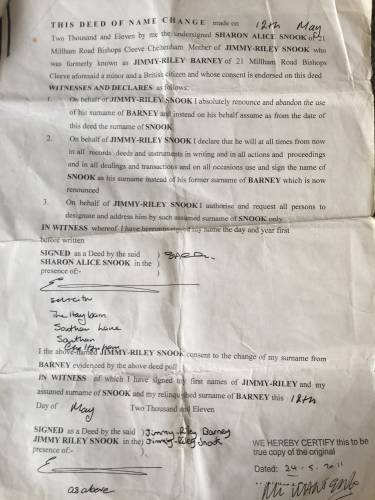 THIS DEED OF NAME CHANGE made on 12th May
Two Thousand and Eleven by me the undersigned SHARON ALICE SNOOK of 21
Millham Road Bishops Cleeve Cheltenham Mother of JIMMY-RILEY SNOOK who
was formerly known as JIMMY-RILEY BARNEY of 21 Millham Road Bishops
Cleeve aforesaid a minor and a British citizen and whose consent is endorsed on this deed
WITNESSES AND DECLARES as follows:
1. On behalf of JIMMY-RILEY SNOOK I absolutely renounce and abandon the use
of his surname of BARNEY and instead on his behalf assume as from the date of
this deed the surname of SNOOK
2. On behalf of JIMMY-RILEY SNOOK I declare that he will at all times from now
in all records deeds and instruments in writing and in all actions and proceedings
and in all dealings and transactions and on all occasions use and sign the name of
SNOOK as his surname instead of his former surname of BARNEY which is now
renounced
3. On behalf of JIMMY-RILEY SNOOK I authorise and request all persons to
designate and address him by such assumed surname of SNOOK only
IN WITNESS whereof I have hereunto signed my name the day and year first
before written
SIGNED as a Deed by the said )
SHARON ALICE SNOOK in the )
presence of:-
The Hay barn
Southam Lane
Southam
Cheltenham
I the above-named JIMMY-RILEY SNOOK consent to the change of my surname from
BARNEY evidenced by the above deed poll
IN WITNESS of which I have signed my first names of JIMMY-RILEY and my
assumed surname of SNOOK and my relinquished surname of BARNEY this 12th
Day of May Two Thousand and Eleven
SIGNED as a Deed by the said ) Jimmy-Riley Barney
JIMMY RILEY SNOOK in the ) Jimmy-Riley Snook
presence of:- ).
as above
WE HEREBY CERTIFY this to be
true copy of the original
Dated: 24-5-2011